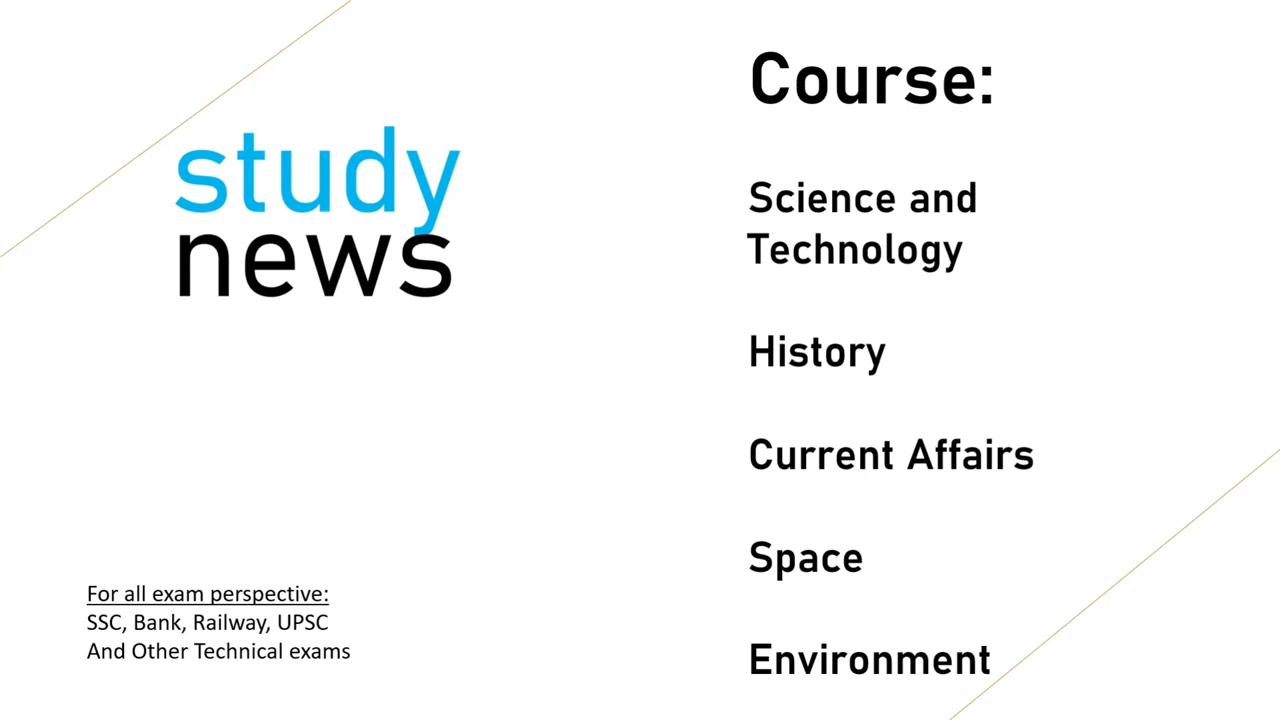 study
news
For all exam perspective:
SSC, Bank, Railway, UPSC
And Other Technical exams
Course:
Science and
Technology
History
Current Affairs
Space
Environment